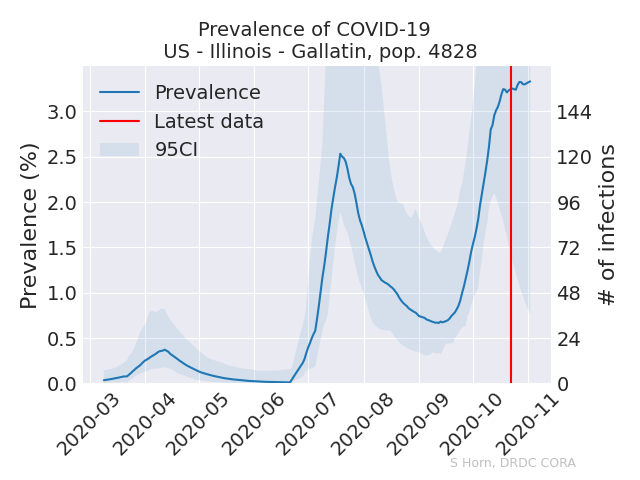 Prevalence of COVID-19
US - Illinois - Gallatin, pop. 4828
Prevalence
Latest data
95CI
Prevalence (%)
3.0
2.5
2.0
1.5
1.0
0.5
0.0
144
120
96
72
48
24
0
# of infections
2020-03
2020-04
2020-05
2020-06
2020-07
2020-08
2020-09
2020-10
2020-11
S Horn, DRDC CORA